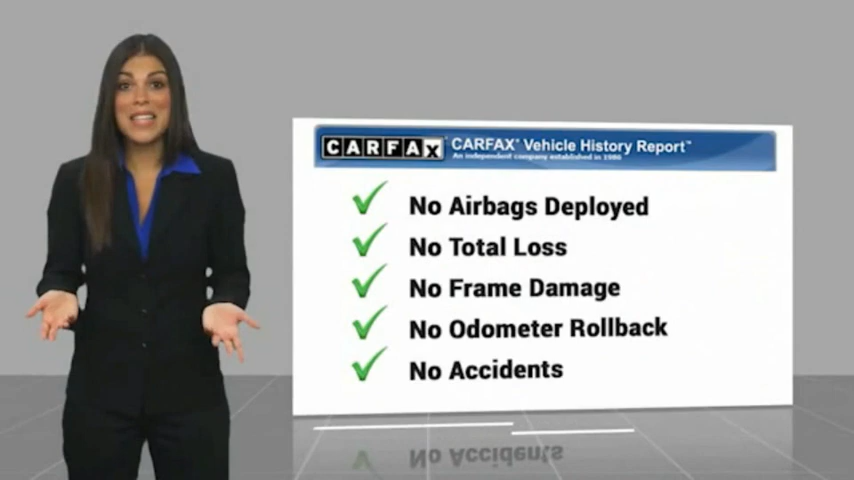 CARFAX CARFAX® Vehicle History Report™
An independent company established in 1986
No Airbags Deployed
No Total Loss
No Frame Damage
No Odometer Rollback
No Accidents
No Accidents